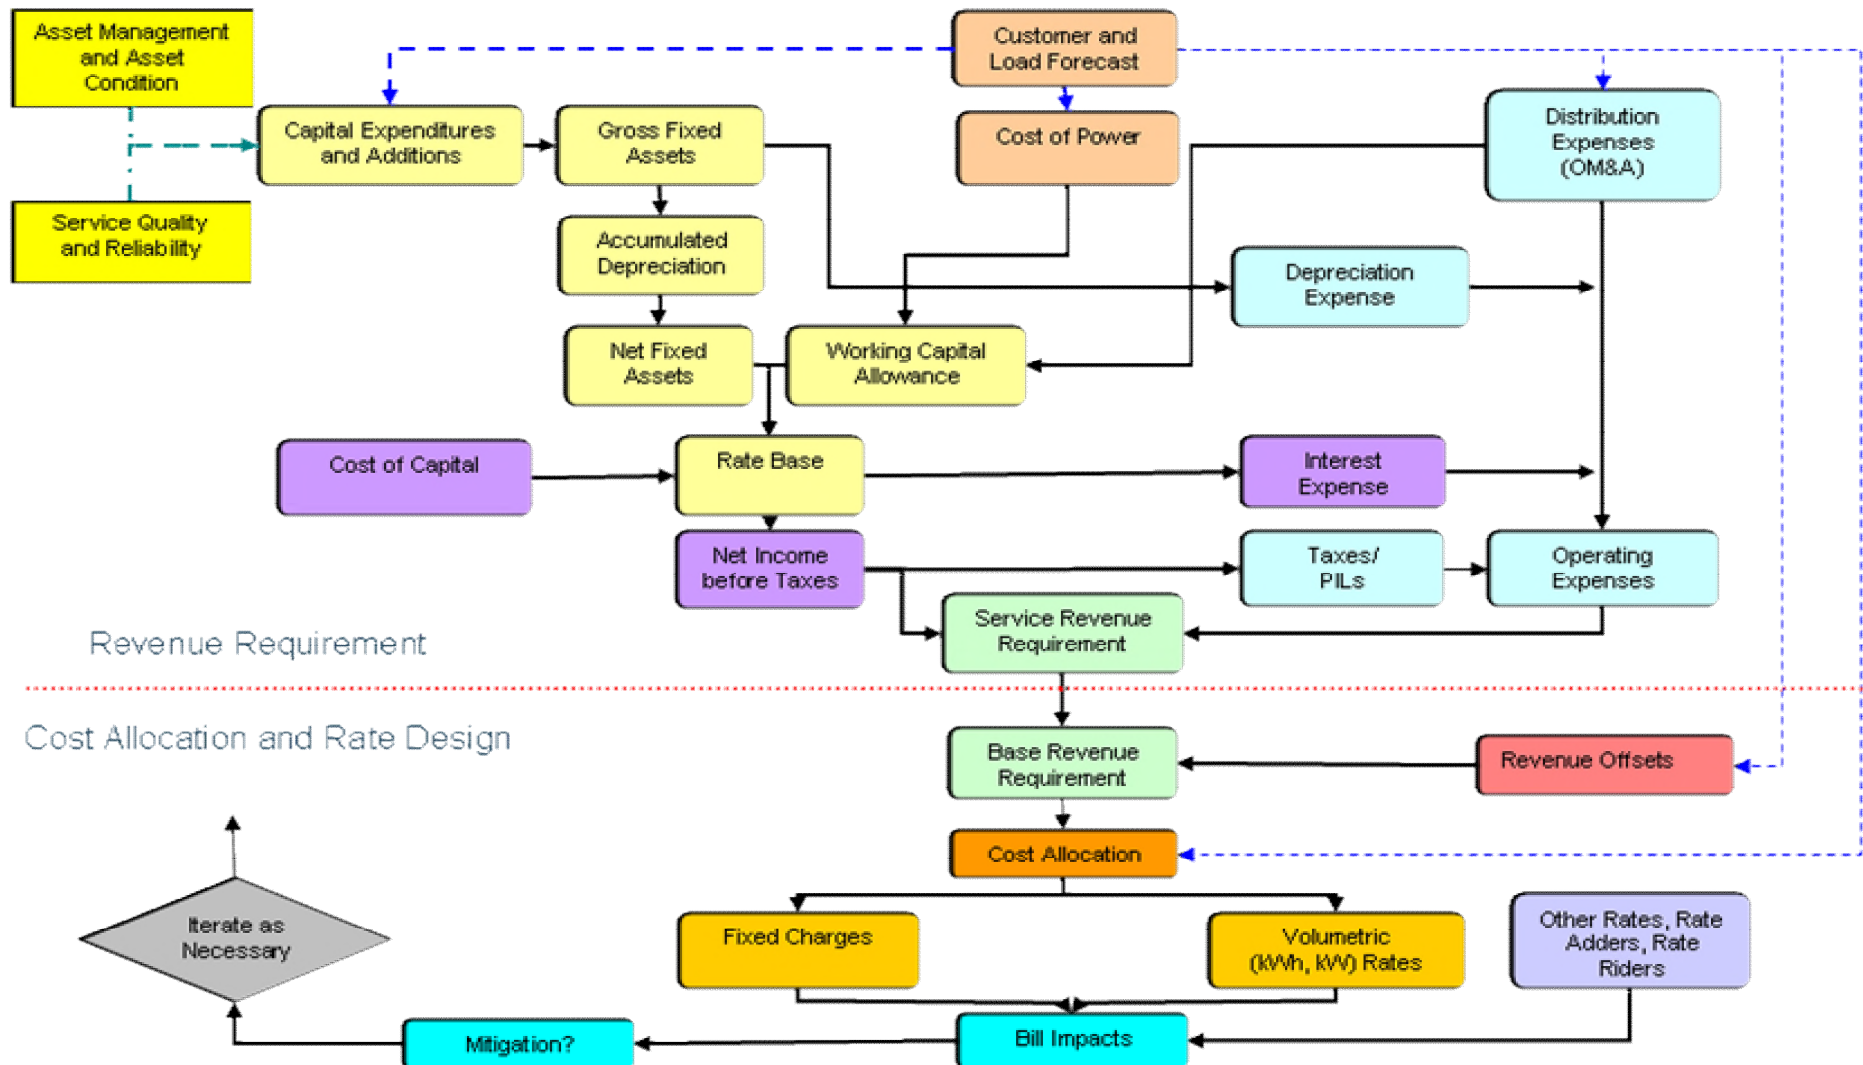 Asset Management
and Asset
Condition
Customer and
Load Forecast
Capital Expenditures
and Additions
Gross Fixed
Assets
Cost of Power
Distribution
Expenses
(OM&A)
Service Quality
and Reliability
Accumulated
Depreciation
Depreciation
Expense
Net Fixed
Assets
Working Capital
Allowance
Cost of Capital
Rate Base
Interest
Expense
Net Income
before Taxes
Taxes/
PILs
Operating
Expenses
Service Revenue
Requirement
Revenue Requirement
Cost Allocation and Rate Design
Base Revenue
Requirement
Revenue Offsets
Cost Allocation
Iterate as
Necessary
Fixed Charges
Volumetric
(kWh, kW) Rates
Other Rates, Rate
Adders, Rate
Riders
Mitigation?
Bill Impacts